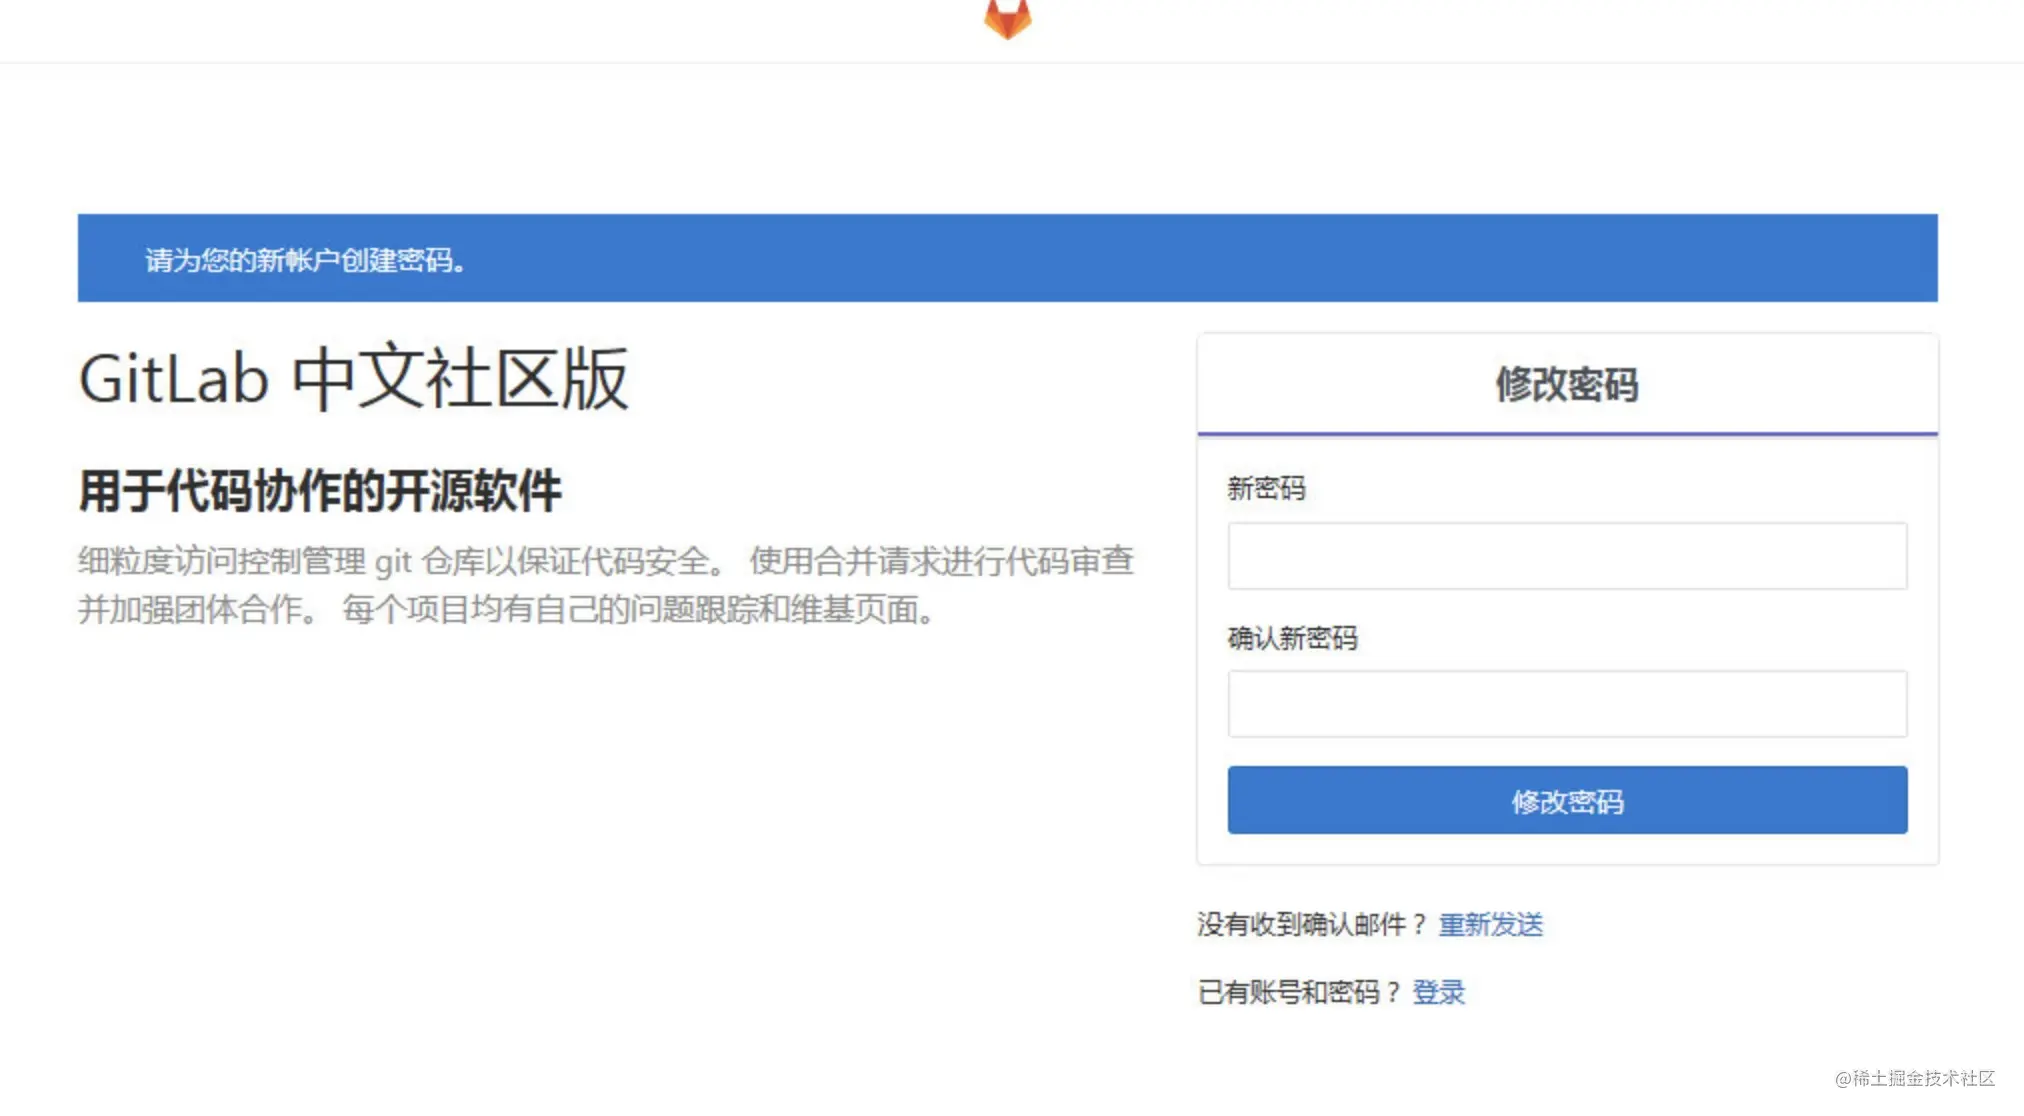 请为您的新帐户创建密码。
GitLab 中文社区版
用于代码协作的开源软件
细粒度访问控制管理 git 仓库以保证代码安全。 使用合并请求进行代码审查
并加强团体合作。 每个项目均有自己的问题跟踪和维基页面。
修改密码
新密码
确认新密码
修改密码
没有收到确认邮件？ 重新发送
已有账号和密码？ 登录
@稀土掘金技术社区